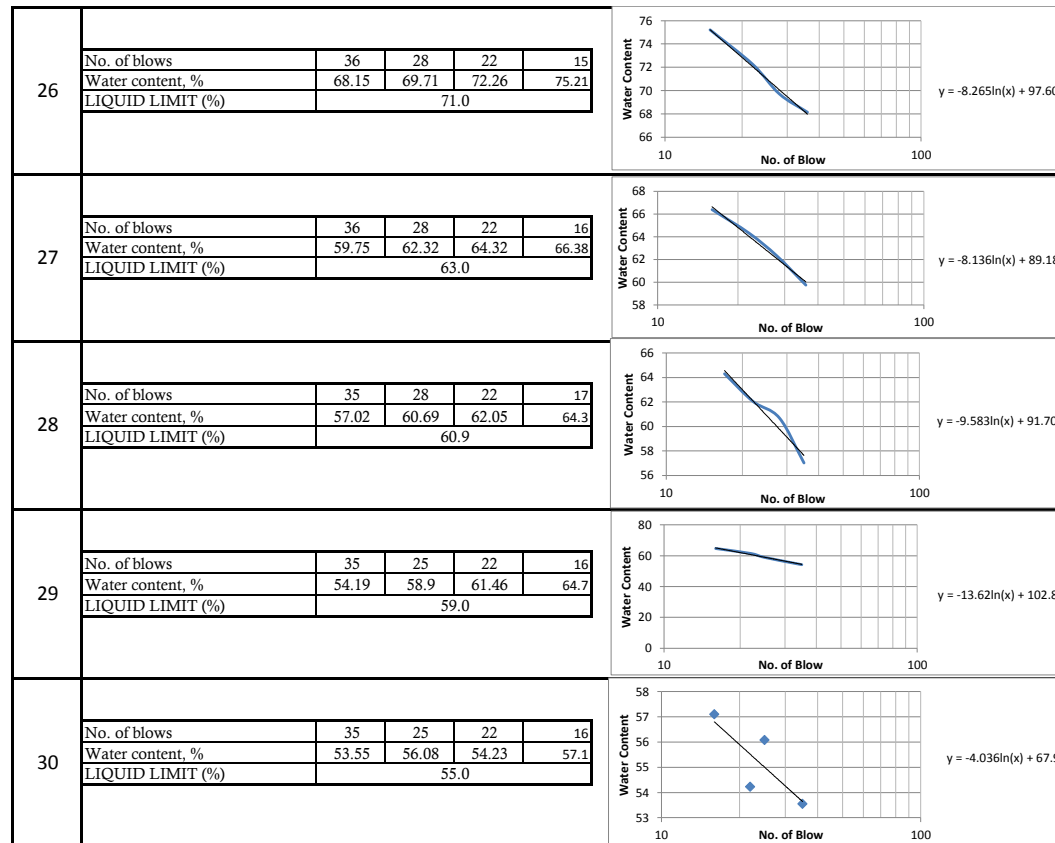 26
No. of blows 36 28 22 15
Water content, % 68.15 69.71 72.26 75.21
LIQUID LIMIT (%) 71.0
76
74
72
70
68
66
Water Content
10 100
No. of Blow
y = -8.265ln(x) + 97.60
27
No. of blows 36 28 22 16
Water content, % 59.75 62.32 64.32 66.38
LIQUID LIMIT (%) 63.0
68
66
64
62
60
58
Water Content
10 100
No. of Blow
y = -8.136ln(x) + 89.18
28
No. of blows 35 28 22 17
Water content, % 57.02 60.69 62.05 64.3
LIQUID LIMIT (%) 60.9
66
64
62
60
58
56
Water Content
10 100
No. of Blow
y = -9.583ln(x) + 91.70
29
No. of blows 35 25 22 16
Water content, % 54.19 58.9 61.46 64.7
LIQUID LIMIT (%) 59.0
80
60
40
20
0
Water Content
10 100
No. of Blow
y = -13.62ln(x) + 102.8
30
No. of blows 35 25 22 16
Water content, % 53.55 56.08 54.23 57.1
LIQUID LIMIT (%) 55.0
58
57
56
55
54
53
Water Content
10 100
No. of Blow
y = -4.036ln(x) + 67.9